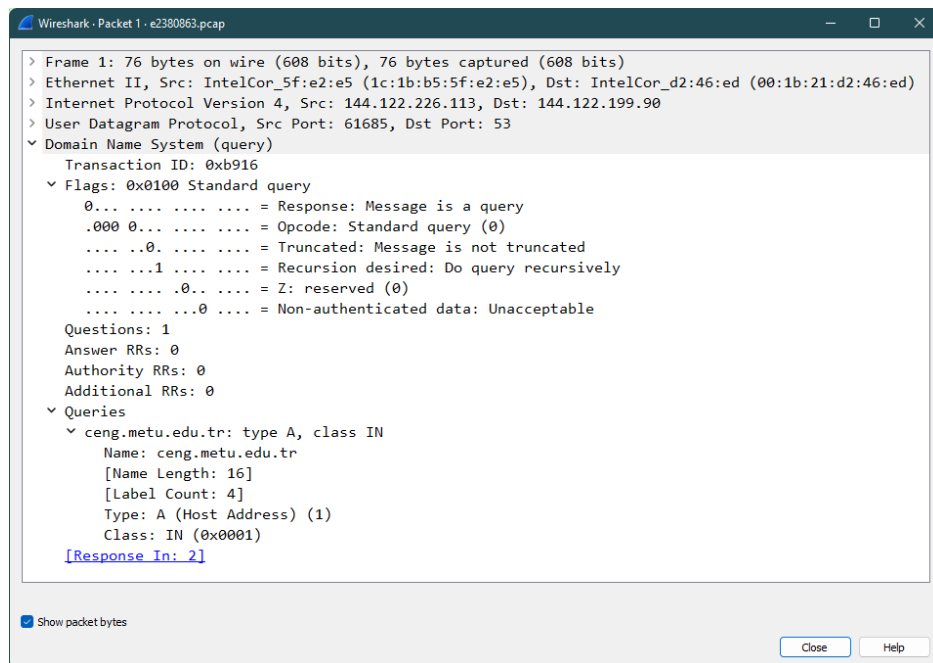 Wireshark · Packet 1 · e2380863.pcap
Frame 1: 76 bytes on wire (608 bits), 76 bytes captured (608 bits)
Ethernet II, Src: IntelCor_5f:e2:e5 (1c:1b:b5:5f:e2:e5), Dst: IntelCor_d2:46:ed (00:1b:21:d2:46:ed)
Internet Protocol Version 4, Src: 144.122.226.113, Dst: 144.122.199.90
User Datagram Protocol, Src Port: 61685, Dst Port: 53
Domain Name System (query)
Transaction ID: 0xb916
Flags: 0x0100 Standard query
0... .... .... .... = Response: Message is a query
.000 0... .... .... = Opcode: Standard query (0)
.... ..0. .... .... = Truncated: Message is not truncated
.... ...1 .... .... = Recursion desired: Do query recursively
.... .... .0.. .... = Z: reserved (0)
.... .... ...0 .... = Non-authenticated data: Unacceptable
Questions: 1
Answer RRs: 0
Authority RRs: 0
Additional RRs: 0
Queries
ceng.metu.edu.tr: type A, class IN
Name: ceng.metu.edu.tr
[Name Length: 16]
[Label Count: 4]
Type: A (Host Address) (1)
Class: IN (0x0001)
[Response In: 2]
Show packet bytes
Close Help